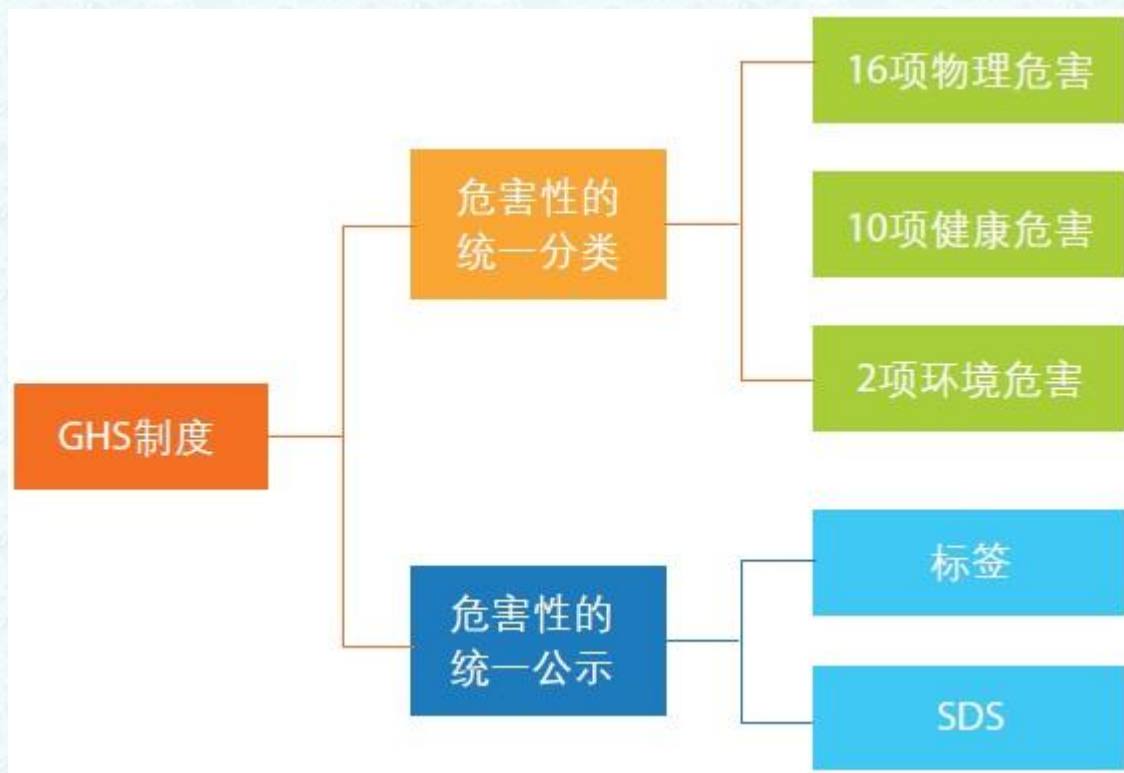 GHS制度
危害性的
统一分类
16项物理危害
10项健康危害
2项环境危害
危害性的
统一公示
标签
SDS